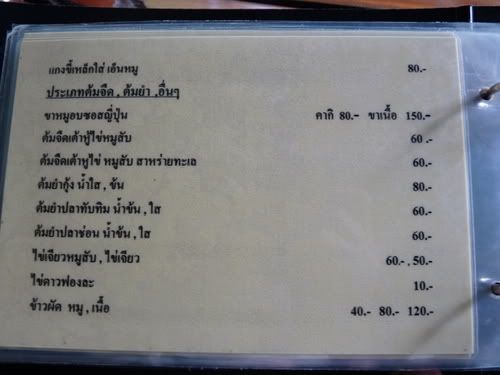 แกงขี้เหล็กใส่ เอ็นหมู 80.-
ประเภทต้มจืด , ต้มยำ ,อื่นๆ
ขาหมูอบซอสญี่ปุ่น คากิ 80.- ขาเนื้อ 150.-
ต้มจืดเต้าหู้ไข่หมูสับ 60 .-
ต้มจืดเต้าหูไข่ หมูสับ สาหร่ายทะเล 60.-
ต้มยำกุ้ง น้ำใส , ข้น 80.-
ต้มยำปลาทับทิม น้ำข้น , ใส 60.-
ต้มยำปลาช่อน น้ำข้น , ใส 60.-
ไข่เจียวหมูสับ , ไข่เจียว 60.- , 50.-
ไข่ดาวฟองละ 10.-
ข้าวผัด หมู , เนื้อ 40.- 80.- 120.-